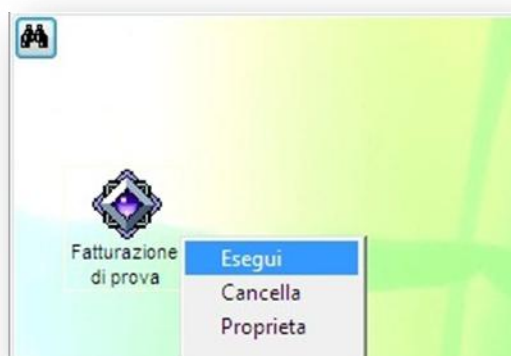 Fatturazione
di prova
Esegui
Cancella
Proprieta